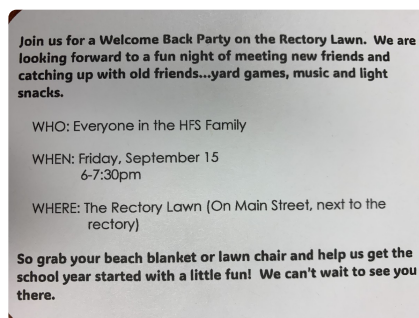 Join us for a Welcome Back Party on the Rectory Lawn. We are
looking forward to a fun night of meeting new friends and
catching up with old friends...yard games, music and light
snacks.
WHO: Everyone in the HFS Family
WHEN: Friday, September 15
6-7:30pm
WHERE: The Rectory Lawn (On Main Street, next to the
rectory)
So grab your beach blanket or lawn chair and help us get the
school year started with a little fun! We can't wait to see you
there.